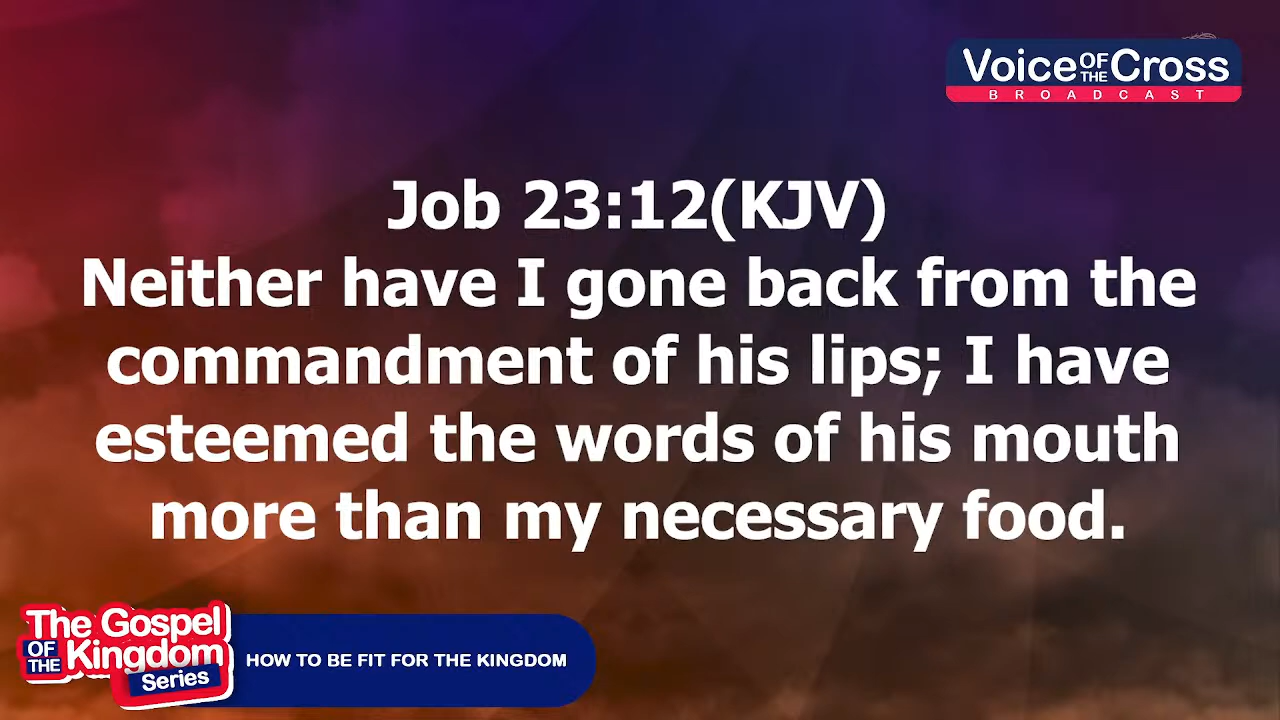 Voice OF THE Cross
BROADCAST
Job 23:12(KJV)
Neither have I gone back from the
commandment of his lips; I have
esteemed the words of his mouth
more than my necessary food.
The Gospel
OF THE Kingdom
Series
HOW TO BE FIT FOR THE KINGDOM